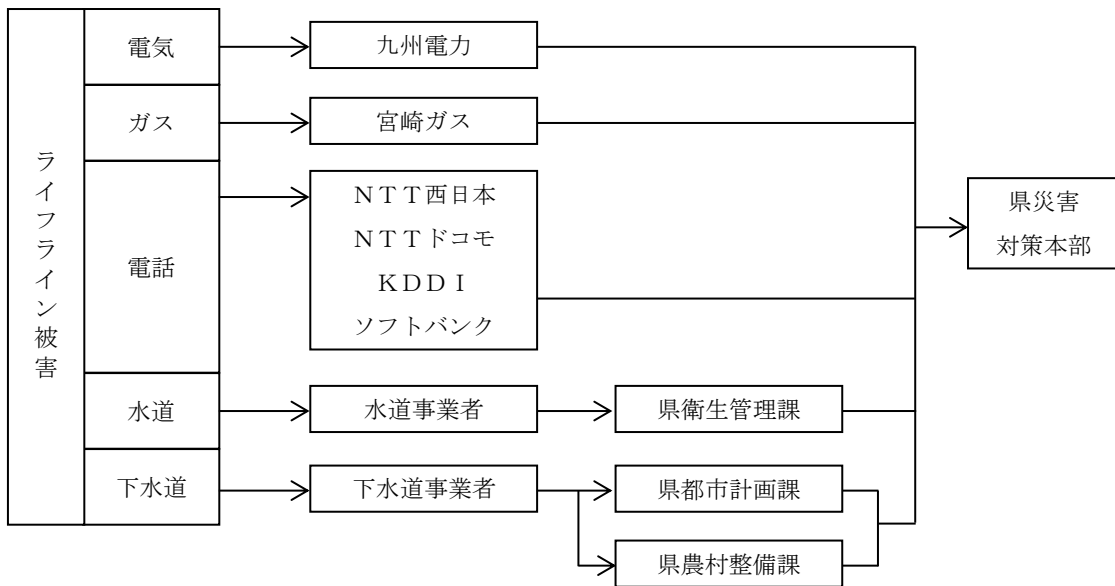 ライフライン被害
電気
九州電力
ガス
宮崎ガス
電話
ＮＴＴ西日本
ＮＴＴドコモ
ＫＤＤＩ
ソフトバンク
県災害
対策本部
水道
水道事業者
県衛生管理課
下水道
下水道事業者
県都市計画課
県農村整備課